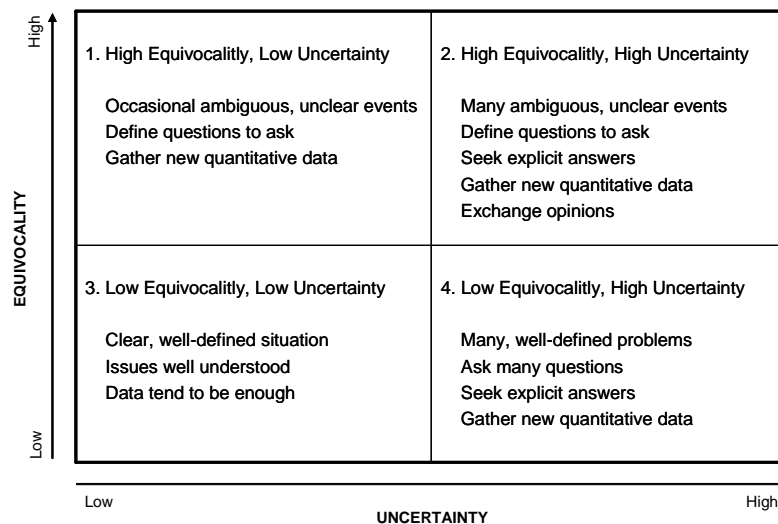 High
EQUIVOCALITY
Low
1. High Equivocalitly, Low Uncertainty
Occasional ambiguous, unclear events
Define questions to ask
Gather new quantitative data
2. High Equivocalitly, High Uncertainty
Many ambiguous, unclear events
Define questions to ask
Seek explicit answers
Gather new quantitative data
Exchange opinions
3. Low Equivocalitly, Low Uncertainty
Clear, well-defined situation
Issues well understood
Data tend to be enough
4. Low Equivocalitly, High Uncertainty
Many, well-defined problems
Ask many questions
Seek explicit answers
Gather new quantitative data
Low
UNCERTAINTY
High